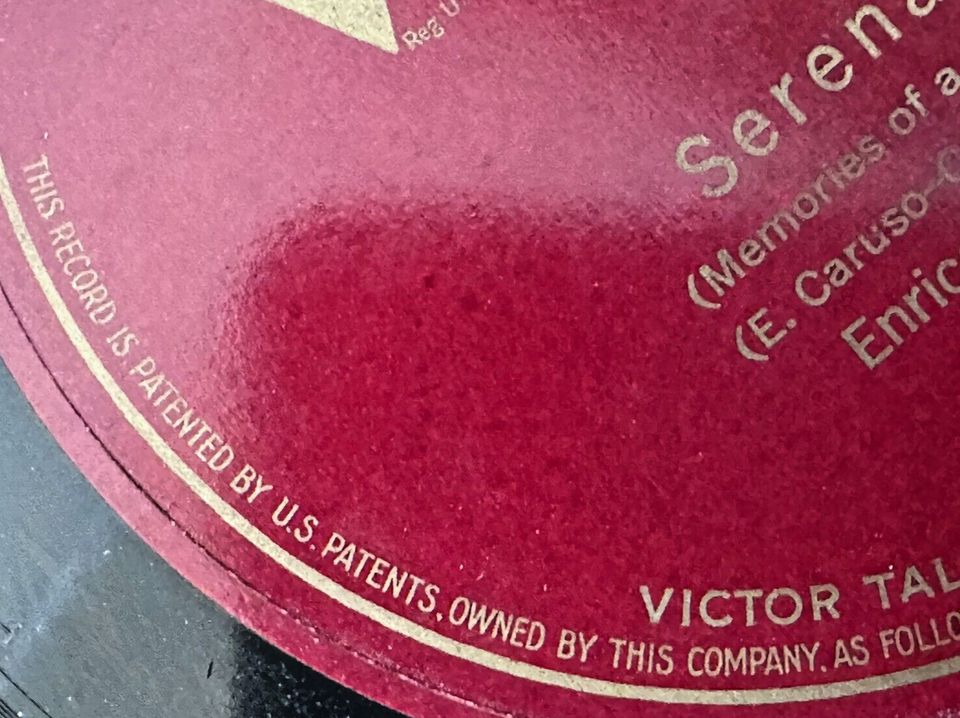 Reg U
Seren
(Memories of a
(E. Caruso–
Enric
VICTOR TAL
THIS RECORD IS PATENTED BY U.S. PATENTS, OWNED BY THIS COMPANY, AS FOLLO